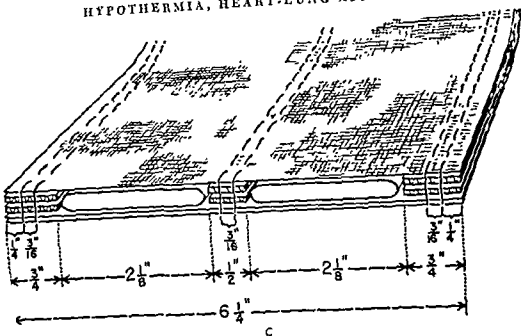 HYPOTHERMIA, HEART-LUNG
1/4" 3/16" 3/16" 3/16" 1/4"
3/4" 2 1/8" 1/2" 2 1/8" 3/4"
6 1/4"
C